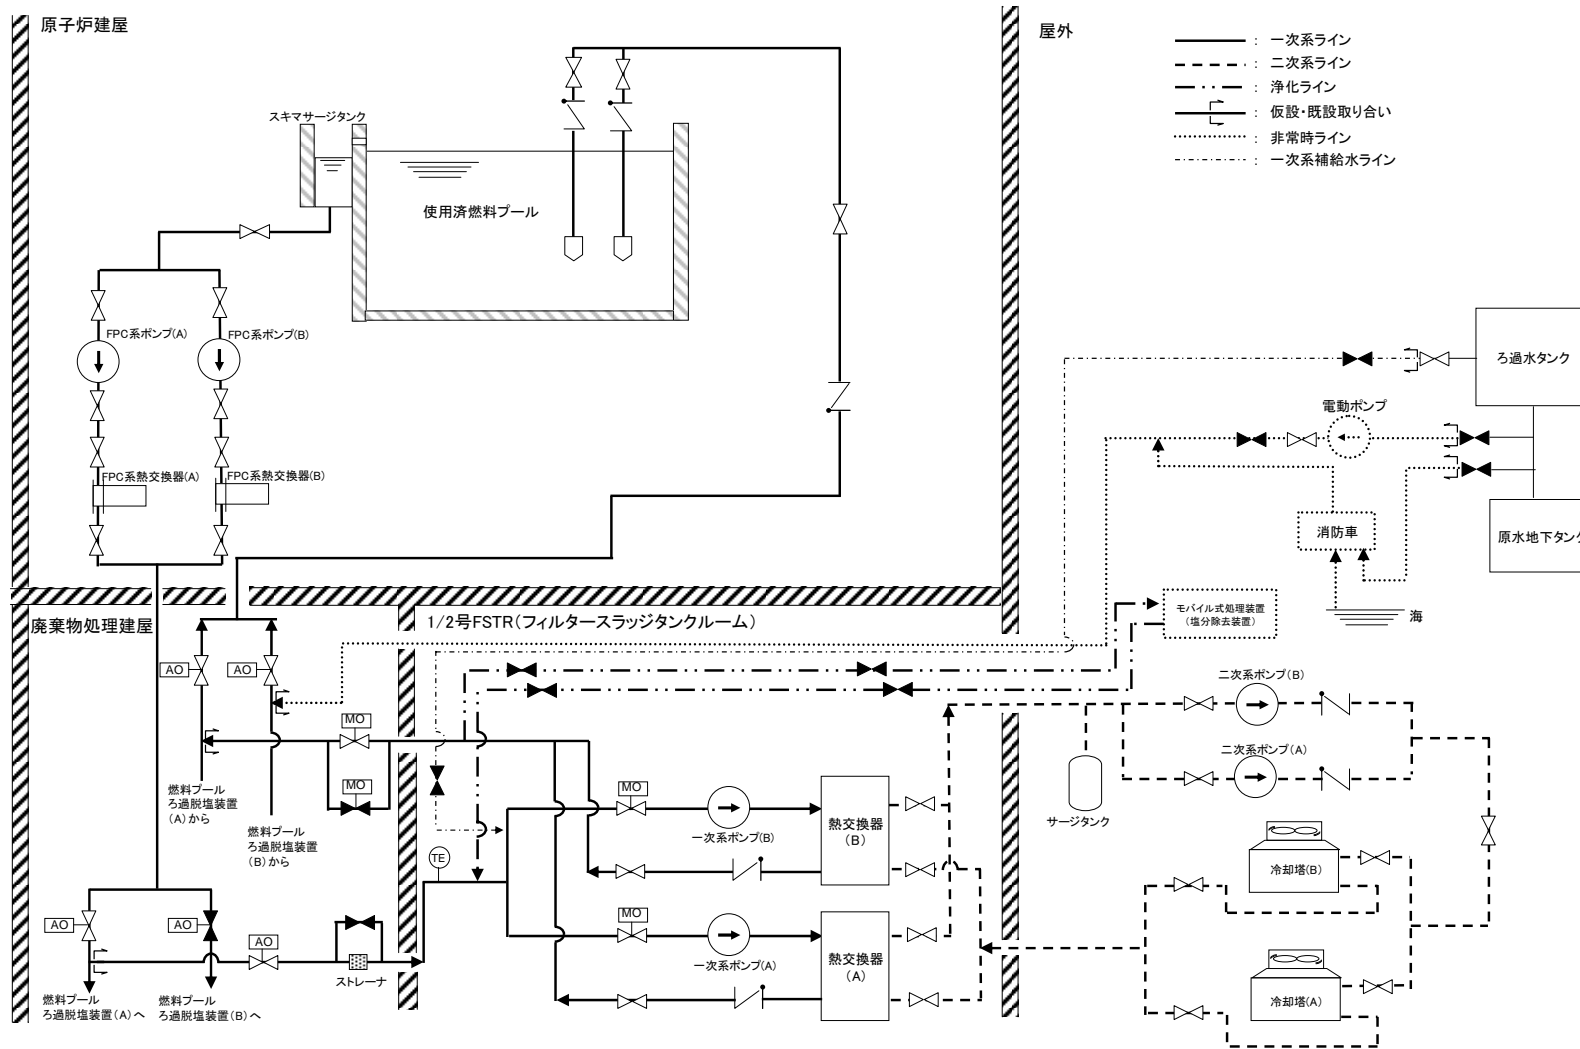 原子炉建屋
屋外
: 一次系ライン
: 二次系ライン
: 浄化ライン
: 仮設・既設取り合い
: 非常時ライン
: 一次系補給水ライン
スキマサージタンク
使用済燃料プール
FPC系ポンプ(A)
FPC系ポンプ(B)
FPC系熱交換器(A)
FPC系熱交換器(B)
ろ過水タンク
電動ポンプ
消防車
原水地下タンク
海
モバイル式処理装置
(塩分除去装置)
廃棄物処理建屋
1/2号FSTR(フィルタースラッジタンクルーム)
AO
AO
MO
MO
燃料プール
ろ過脱塩装置
(A)から
燃料プール
ろ過脱塩装置
(B)から
TE
MO
一次系ポンプ(B)
熱交換器
(B)
MO
一次系ポンプ(A)
熱交換器
(A)
二次系ポンプ(B)
二次系ポンプ(A)
サージタンク
冷却塔(B)
冷却塔(A)
AO
AO
AO
ストレーナ
燃料プール
ろ過脱塩装置(A)へ
燃料プール
ろ過脱塩装置(B)へ